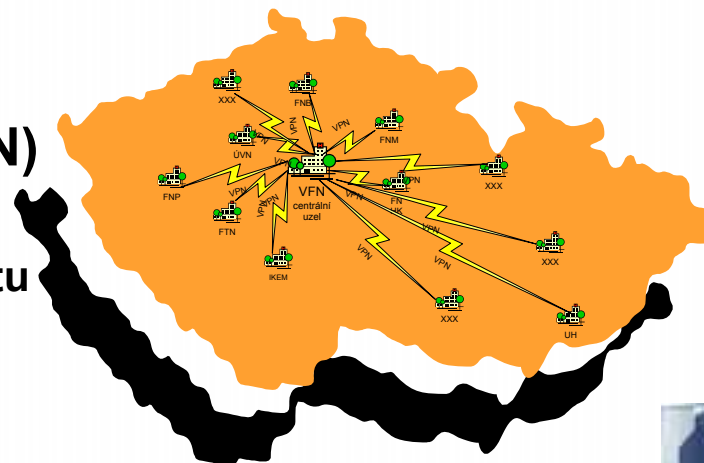 XXX
FNB
FNM
N)
ÚVN
VPN
VPN
VPN
VPN
VFN
centrální
uzel
XXX
FNP
VPN
VPN
VPN
FN
HK
VPN
FTN
VPN
VPN
VPN
VPN
XXX
IKEM
tu
XXX
UH